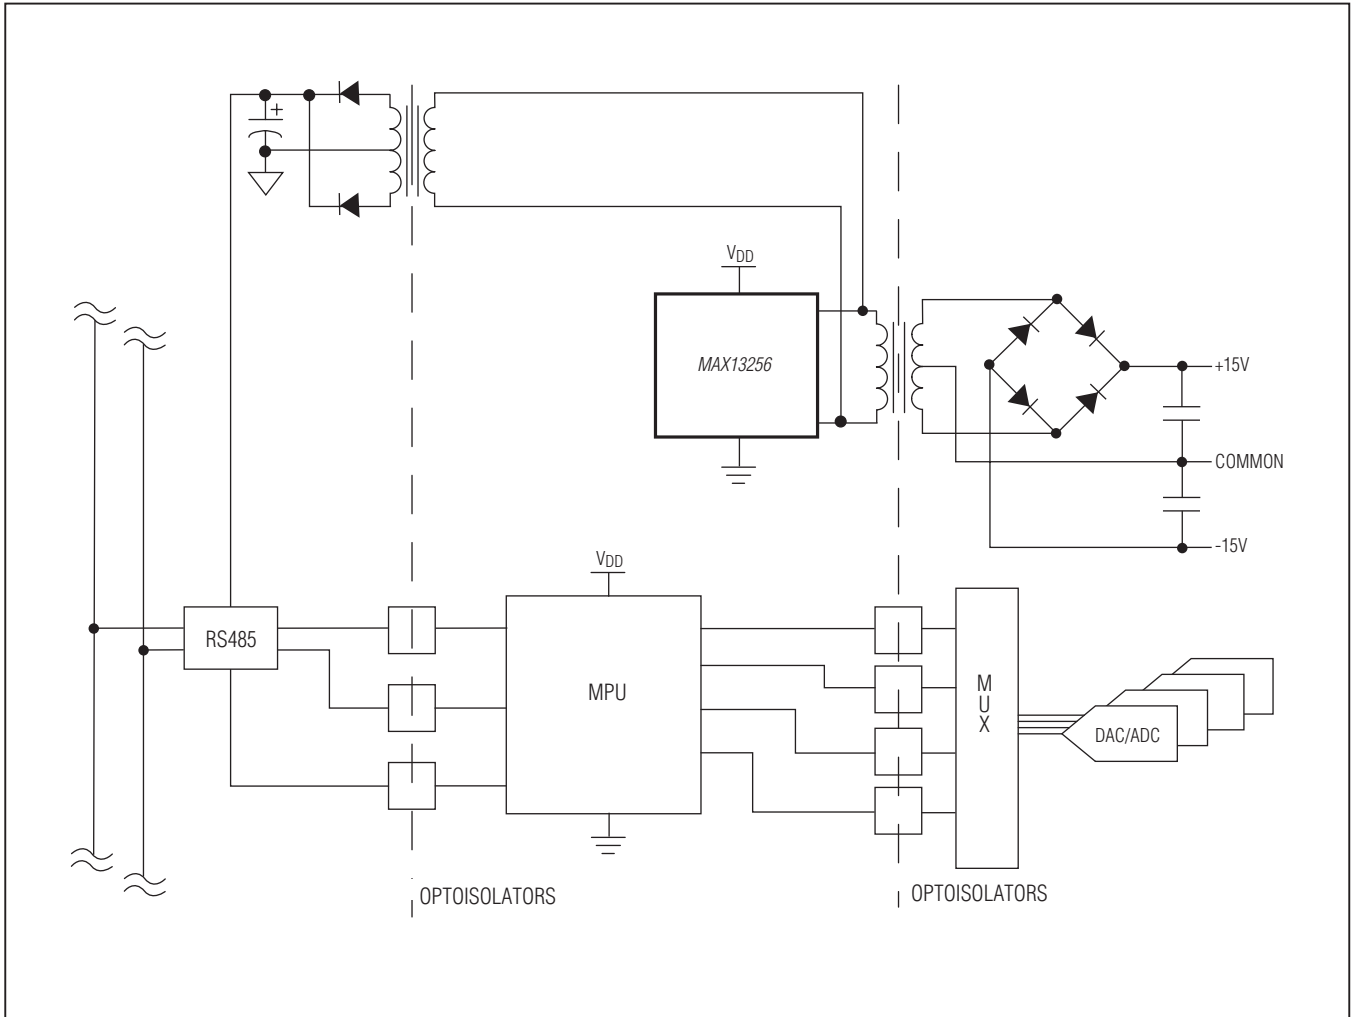 +
VDD
MAX13256
+15V
COMMON
-15V
VDD
RS485
MPU
M
U
X
DAC/ADC
OPTOISOLATORS
OPTOISOLATORS